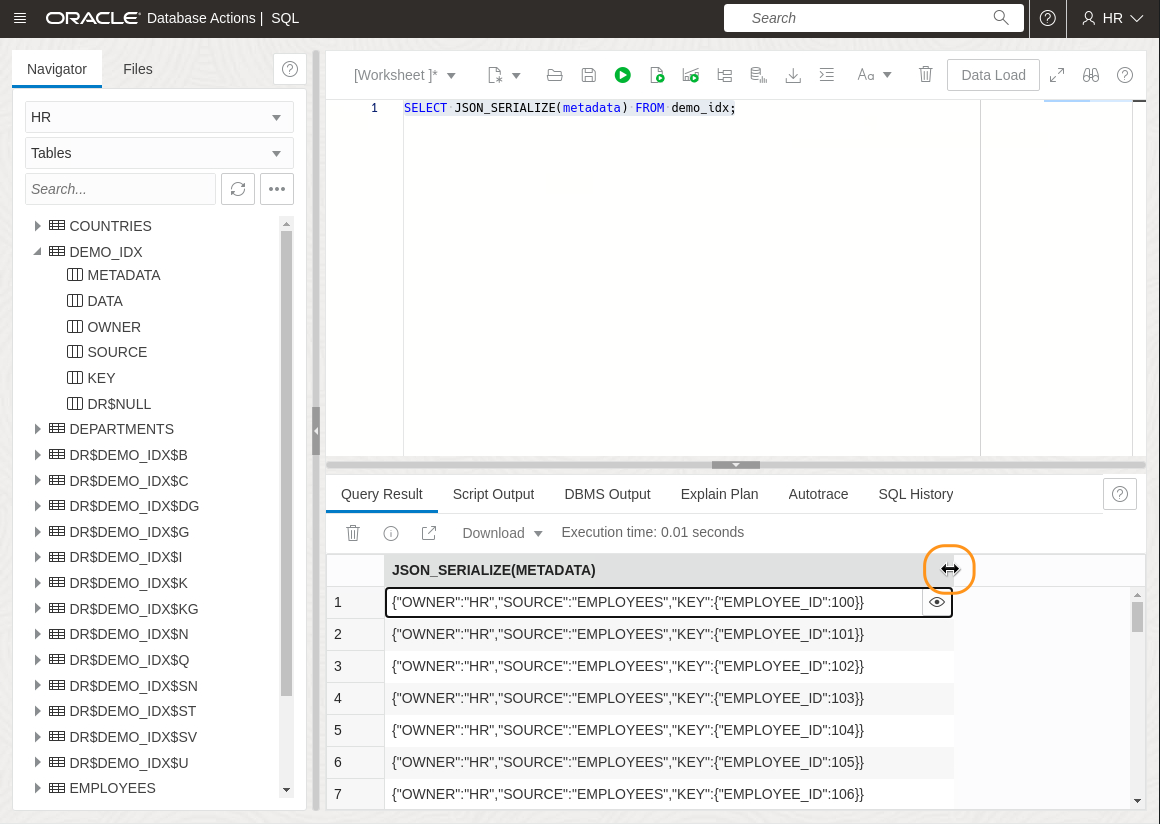 ORACLE Database Actions | SQL
Search
HR
Navigator
Files
HR
Tables
Search...
COUNTRIES
DEMO_IDX
METADATA
DATA
OWNER
SOURCE
KEY
DR$NULL
DEPARTMENTS
DR$DEMO_IDX$B
DR$DEMO_IDX$C
DR$DEMO_IDX$DG
DR$DEMO_IDX$G
DR$DEMO_IDX$I
DR$DEMO_IDX$K
DR$DEMO_IDX$KG
DR$DEMO_IDX$N
DR$DEMO_IDX$Q
DR$DEMO_IDX$SN
DR$DEMO_IDX$ST
DR$DEMO_IDX$SV
DR$DEMO_IDX$U
EMPLOYEES
[Worksheet ]*
Aa
Data Load
1 SELECT JSON_SERIALIZE(metadata) FROM demo_idx;
Query Result
Script Output
DBMS Output
Explain Plan
Autotrace
SQL History
Download
Execution time: 0.01 seconds
JSON_SERIALIZE(METADATA)
1 {"OWNER":"HR","SOURCE":"EMPLOYEES","KEY":{"EMPLOYEE_ID":100}}
2 {"OWNER":"HR","SOURCE":"EMPLOYEES","KEY":{"EMPLOYEE_ID":101}}
3 {"OWNER":"HR","SOURCE":"EMPLOYEES","KEY":{"EMPLOYEE_ID":102}}
4 {"OWNER":"HR","SOURCE":"EMPLOYEES","KEY":{"EMPLOYEE_ID":103}}
5 {"OWNER":"HR","SOURCE":"EMPLOYEES","KEY":{"EMPLOYEE_ID":104}}
6 {"OWNER":"HR","SOURCE":"EMPLOYEES","KEY":{"EMPLOYEE_ID":105}}
7 {"OWNER":"HR","SOURCE":"EMPLOYEES","KEY":{"EMPLOYEE_ID":106}}